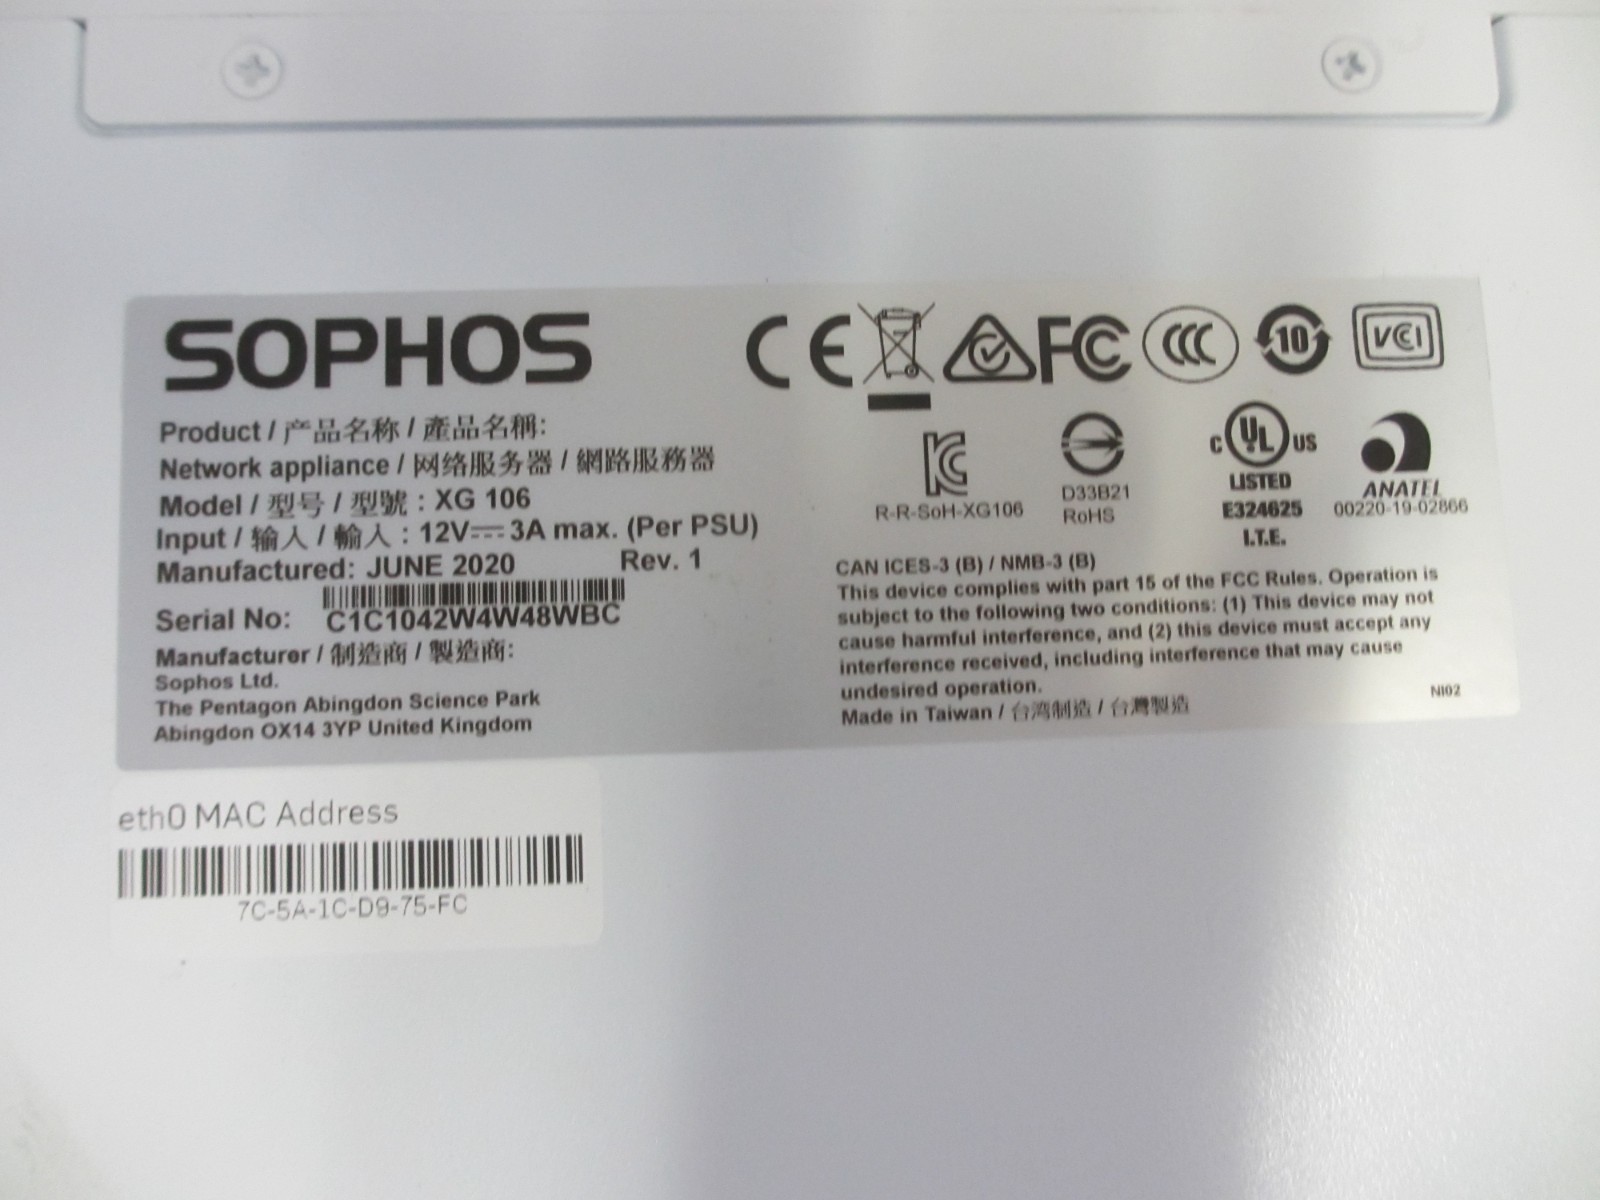 SOPHOS
Product / 产品名称 / 產品名稱:
Network appliance / 网络服务器 / 網路服務器
Model / 型号 / 型號 : XG 106
Input / 输入 / 輸入 : 12V⎓3A max. (Per PSU)
Manufactured: JUNE 2020 Rev. 1
Serial No: C1C1042W4W48WBC
Manufacturer / 制造商 / 製造商:
Sophos Ltd.
The Pentagon Abingdon Science Park
Abingdon OX14 3YP United Kingdom
CE FC CCC 10 VCCI
KC
R-R-SoH-XG106
D33B21
RoHS
C UL US
LISTED
E324625
I.T.E.
ANATEL
00220-19-02866
CAN ICES-3 (B) / NMB-3 (B)
This device complies with part 15 of the FCC Rules. Operation is
subject to the following two conditions: (1) This device may not
cause harmful interference, and (2) this device must accept any
interference received, including interference that may cause
undesired operation.
Made in Taiwan / 台湾制造 / 台灣製造
NI02
eth0 MAC Address
7C-5A-1C-D9-75-FC